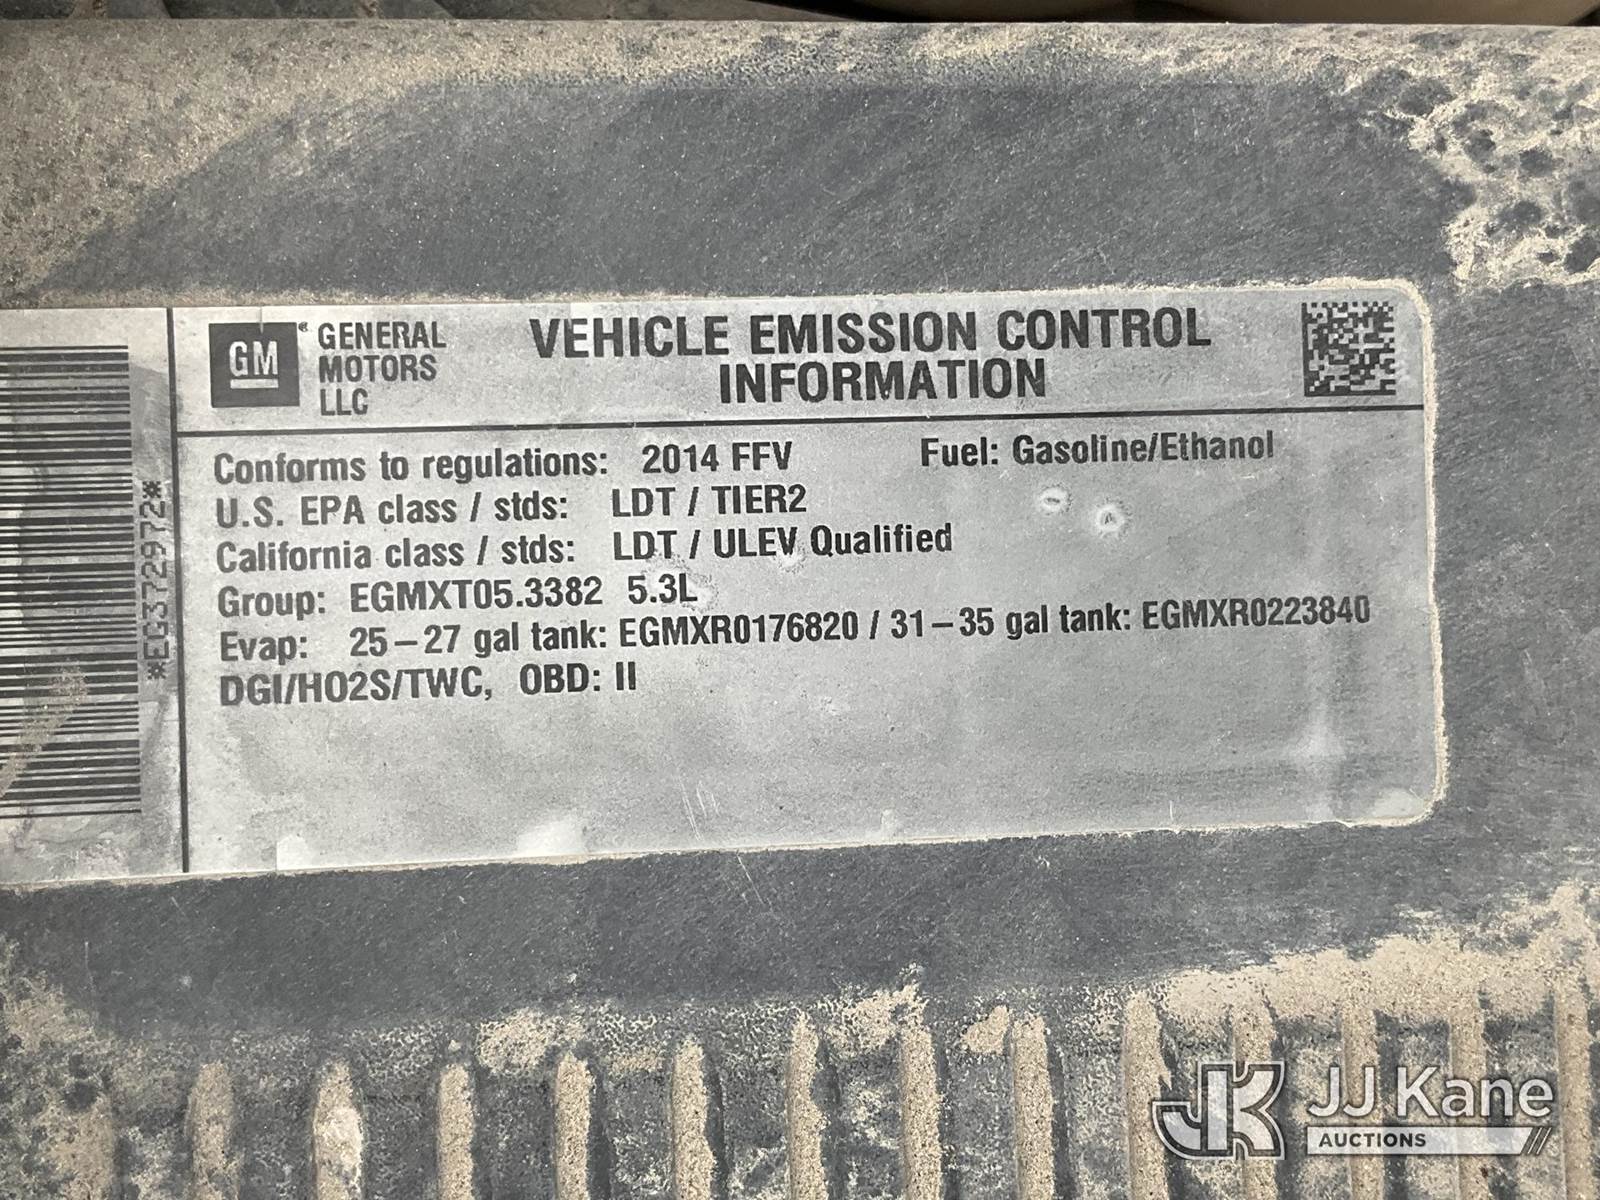 *EG3729972*
GM
GENERAL
MOTORS
LLC
VEHICLE EMISSION CONTROL
INFORMATION
Conforms to regulations: 2014 FFV Fuel: Gasoline/Ethanol
U.S. EPA class / stds: LDT / TIER2
California class / stds: LDT / ULEV Qualified
Group: EGMXT05.3382 5.3L
Evap: 25-27 gal tank: EGMXR0176820 / 31-35 gal tank: EGMXR0223840
DGI/HO2S/TWC, OBD: II
JK JJ Kane
AUCTIONS